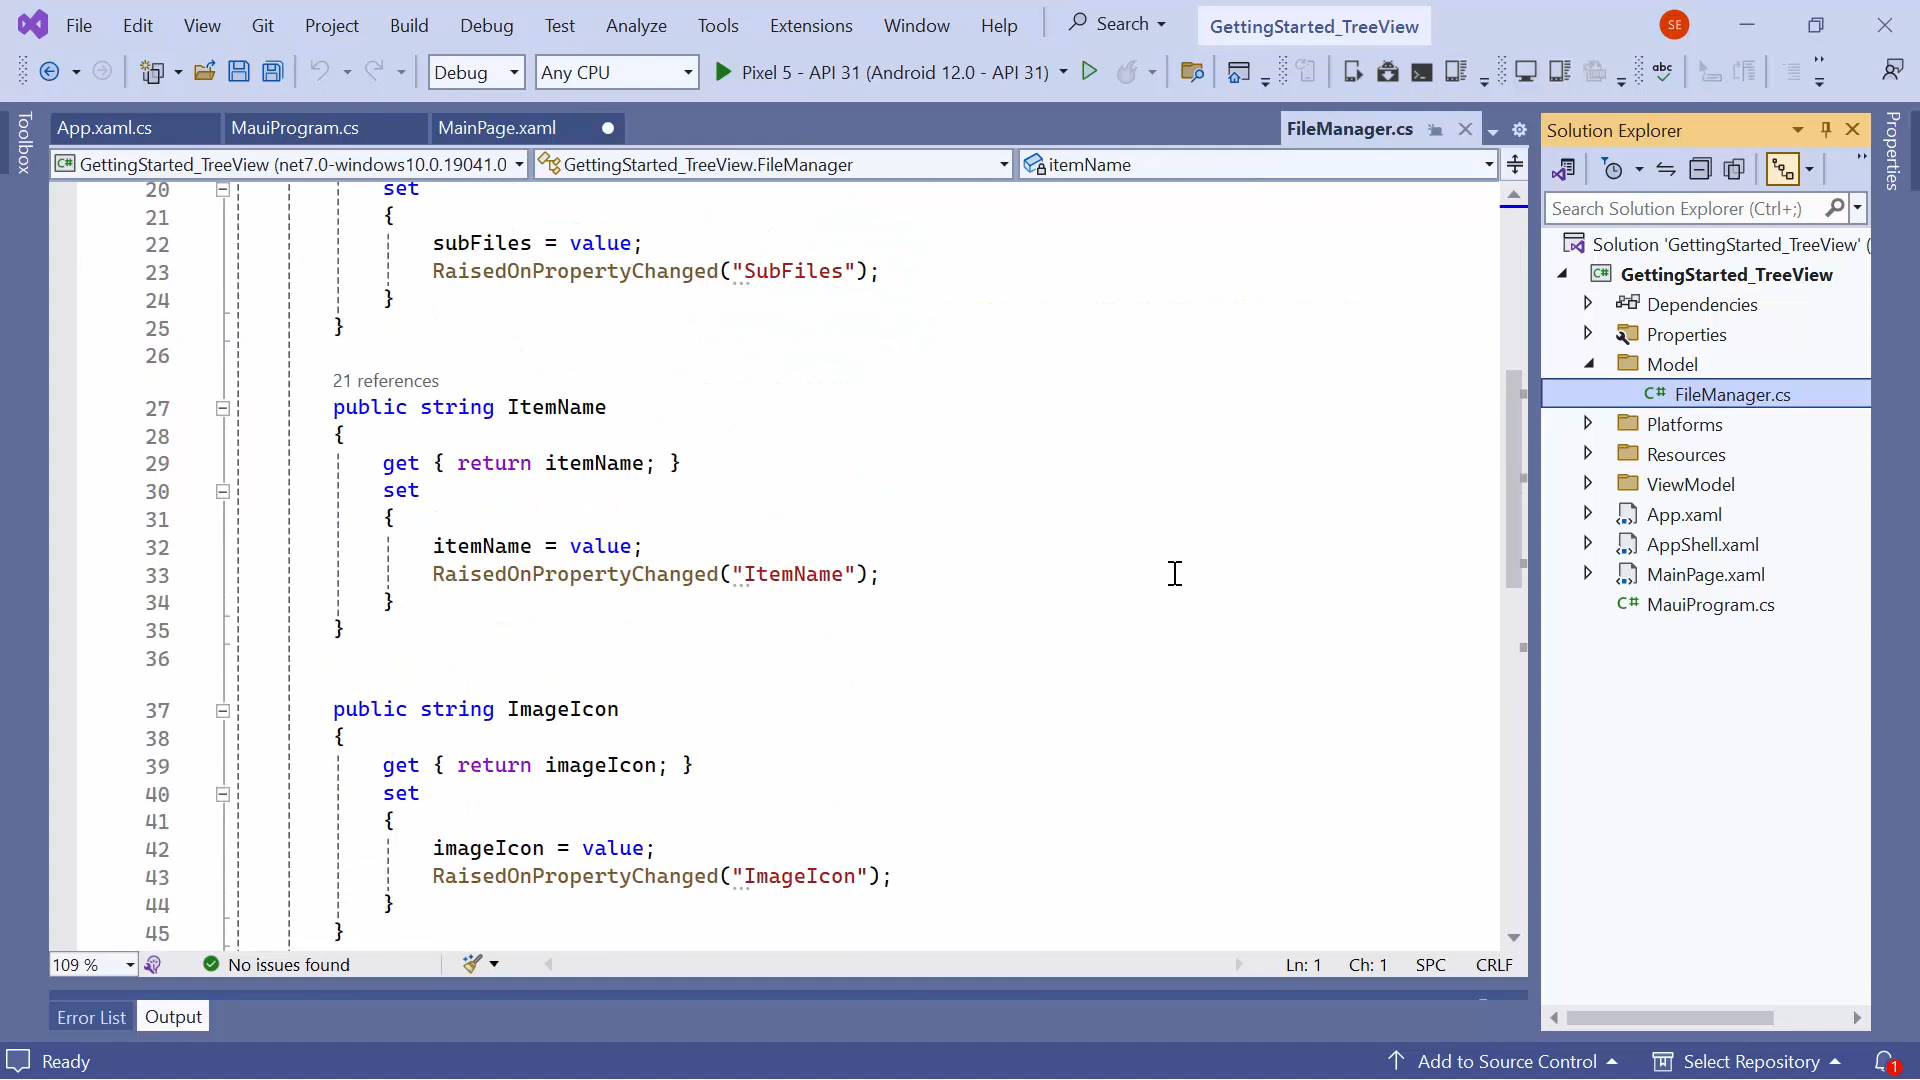 File Edit View Git Project Build Debug Test Analyze Tools Extensions Window Help Search GettingStarted_TreeView SE
Debug Any CPU Pixel 5 - API 31 (Android 12.0 - API 31)
Toolbox
App.xaml.cs MauiProgram.cs MainPage.xaml FileManager.cs
GettingStarted_TreeView (net7.0-windows10.0.19041.0 GettingStarted_TreeView.FileManager itemName
20 set
21 {
22 subFiles = value;
23 RaisedOnPropertyChanged("SubFiles");
24 }
25 }
26
21 references
27 public string ItemName
28 {
29 get { return itemName; }
30 set
31 {
32 itemName = value;
33 RaisedOnPropertyChanged("ItemName");
34 }
35 }
36
37 public string ImageIcon
38 {
39 get { return imageIcon; }
40 set
41 {
42 imageIcon = value;
43 RaisedOnPropertyChanged("ImageIcon");
44 }
45 }
109 % No issues found Ln: 1 Ch: 1 SPC CRLF
Error List Output
Solution Explorer
Search Solution Explorer (Ctrl+;)
Solution 'GettingStarted_TreeView' (
C# GettingStarted_TreeView
Dependencies
Properties
Model
C# FileManager.cs
Platforms
Resources
ViewModel
App.xaml
AppShell.xaml
MainPage.xaml
C# MauiProgram.cs
Properties
Ready Add to Source Control Select Repository 1